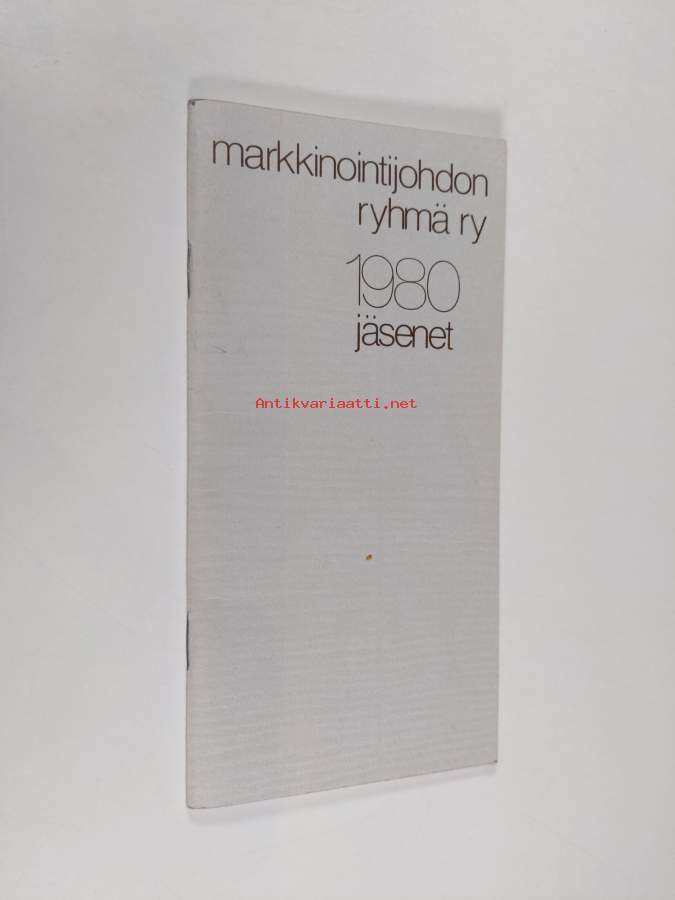 markkinointijohdon
ryhmä ry
1980
jäsenet
Antikvariaatti.net